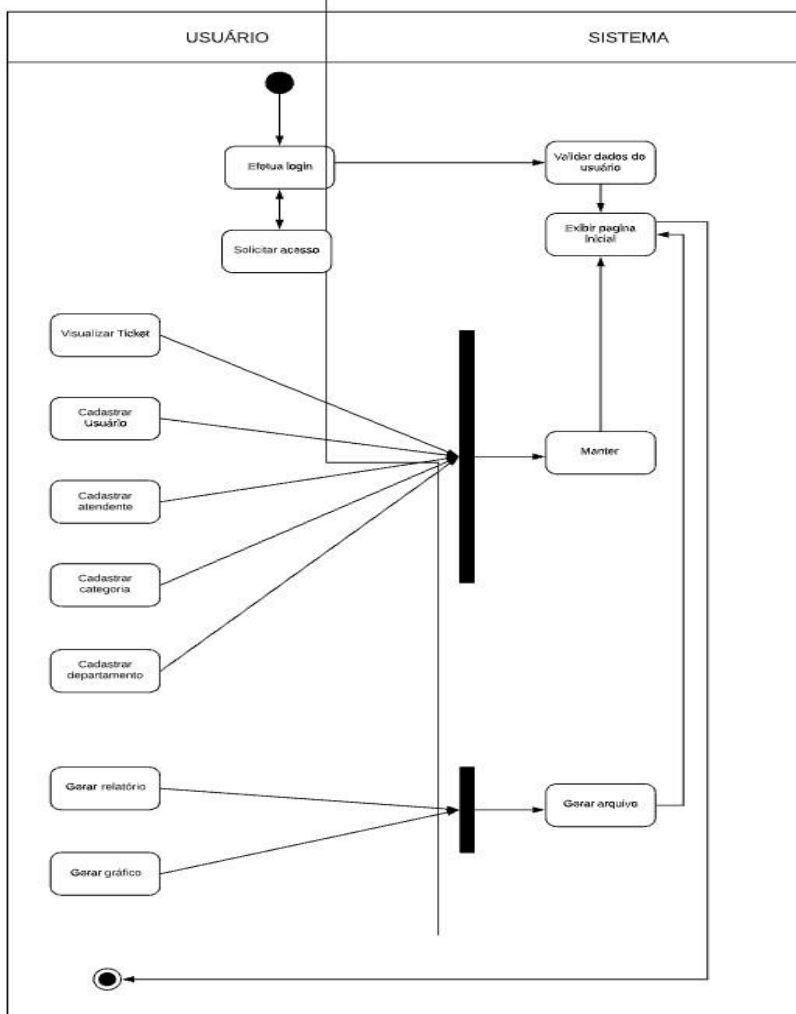 USUÁRIO
SISTEMA
Efetua login
Validar dados do
usuário
Solicitar acesso
Exibir pagina
inicial
Visualizar Ticket
Cadastrar
Usuário
Manter
Cadastrar
atendente
Cadastrar
categoria
Cadastrar
departamento
Gerar relatório
Gerar arquivo
Gerar gráfico